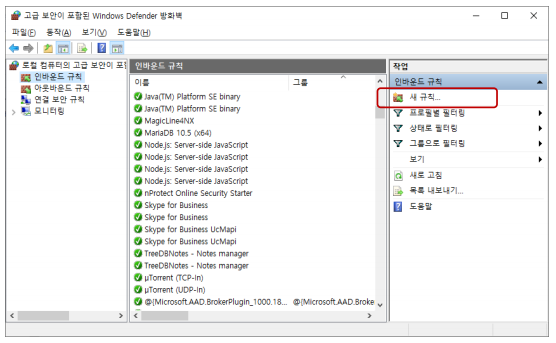 고급 보안이 포함된 Windows Defender 방화벽
파일(F) 동작(A) 보기(V) 도움말(H)
로컬 컴퓨터의 고급 보안이 포
인바운드 규칙
아웃바운드 규칙
연결 보안 규칙
모니터링
인바운드 규칙
이름 그룹
Java(TM) Platform SE binary
Java(TM) Platform SE binary
MagicLine4NX
MariaDB 10.5 (x64)
Node.js: Server-side JavaScript
Node.js: Server-side JavaScript
Node.js: Server-side JavaScript
Node.js: Server-side JavaScript
nProtect Online Security Starter
Skype for Business
Skype for Business
Skype for Business UcMapi
Skype for Business UcMapi
TreeDBNotes - Notes manager
TreeDBNotes - Notes manager
µTorrent (TCP-In)
µTorrent (UDP-In)
@{Microsoft.AAD.BrokerPlugin_1000.18... @{Microsoft.AAD.Broke
작업
인바운드 규칙
새 규칙...
프로필별 필터링
상태로 필터링
그룹으로 필터링
보기
새로 고침
목록 내보내기...
도움말